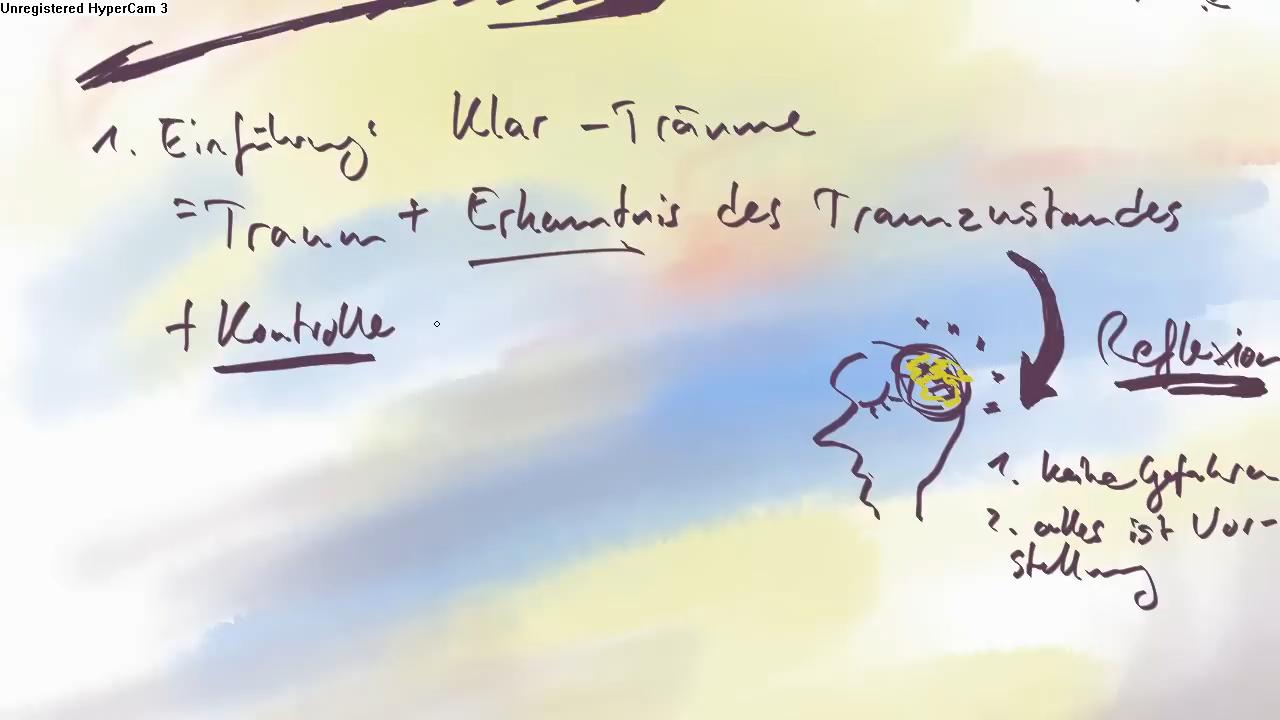 Unregistered HyperCam 3
1. Einführung: Klar-Träume
= Traum + Erkenntnis des Traumzustandes
+ Kontrolle
Reflexion
1. keine Gefahren
2. alles ist Vor-
stellung